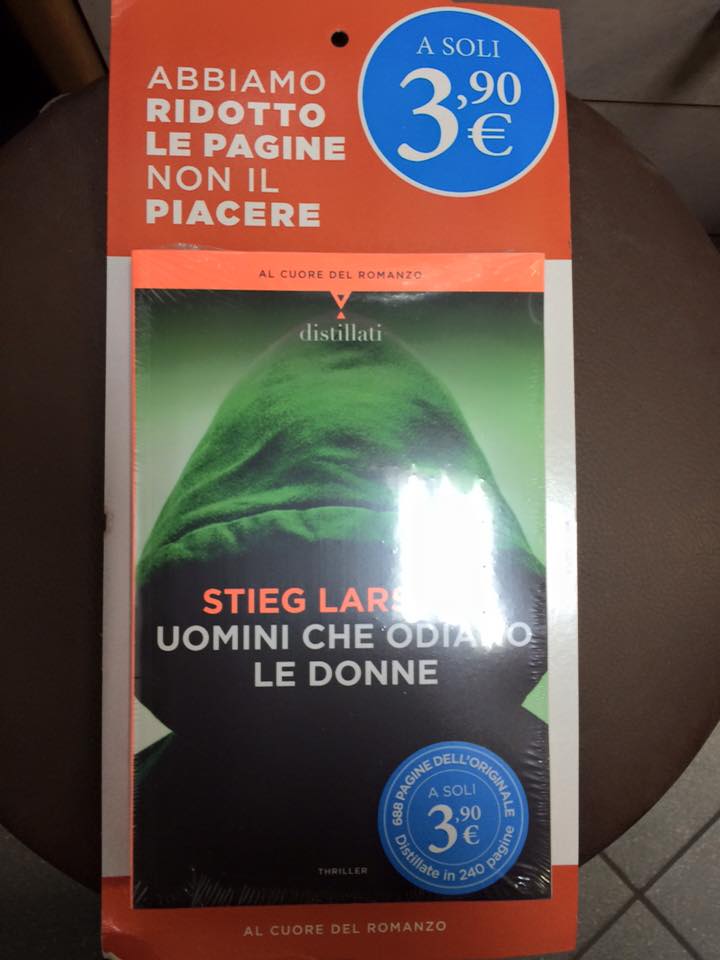 ABBIAMO
RIDOTTO
LE PAGINE
NON IL
PIACERE
A SOLI
3,90
€
AL CUORE DEL ROMANZO
distillati
STIEG
UOMINI CHE
LE DONNE
688 PAGINE DELL'ORIGINALE
A SOLI
3,90
€
Distillate in 240 pagine
THRILLER
AL CUORE DEL ROMANZO